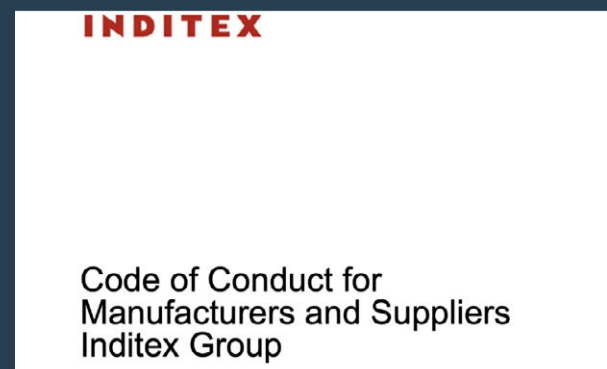 INDITEX
Code of Conduct for
Manufacturers and Suppliers
Inditex Group